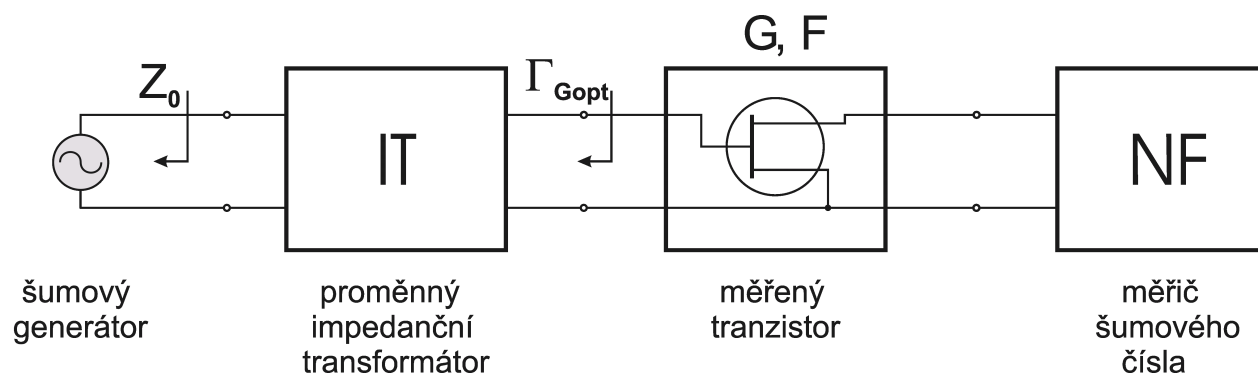 G, F
Z0
ΓGopt
IT
NF
šumový
generátor
proměnný
impedanční
transformátor
měřený
tranzistor
měřič
šumového
čísla